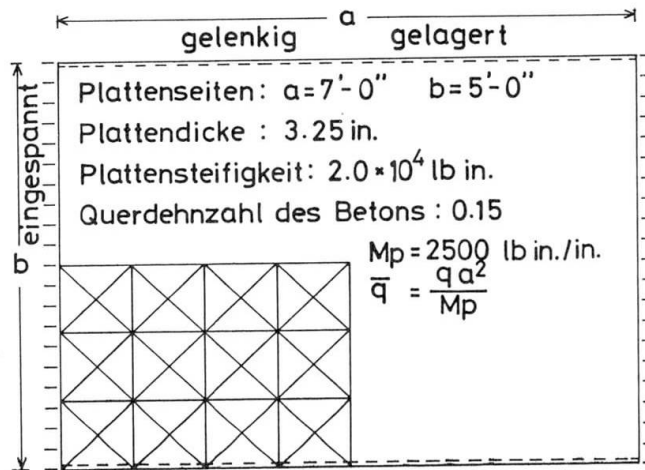 a
gelenkig gelagert
eingespannt
b
Plattenseiten: a=7'-0" b=5'-0"
Plattendicke : 3.25 in.
Plattensteifigkeit: 2.0×10⁴ lb in.
Querdehnzahl des Betons : 0.15
Mp = 2500 lb in./in.
q̅ = q a² / Mp